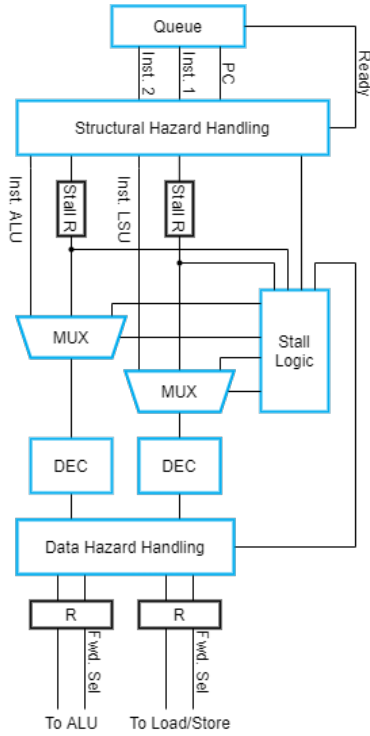 Queue
Inst. 2
Inst. 1
PC
Ready
Structural Hazard Handling
Inst. ALU
Stall R
Inst. LSU
Stall R
MUX
Stall
Logic
MUX
DEC
DEC
Data Hazard Handling
R
R
Fwd. Sel
Fwd. Sel
To ALU
To Load/Store